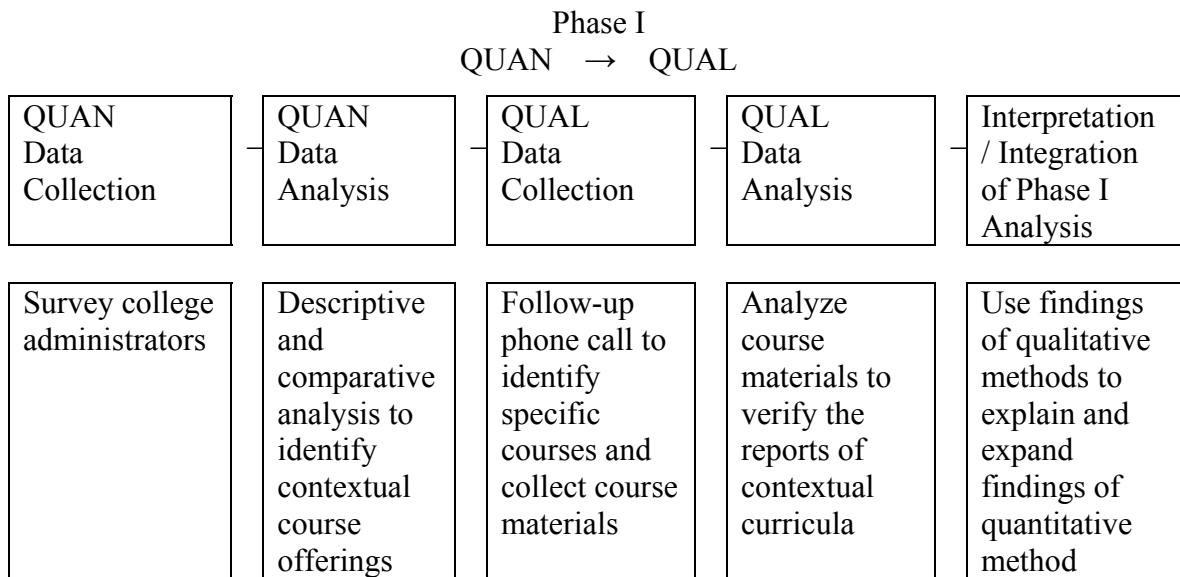 Phase I
QUAN → QUAL
QUAN
Data
Collection
QUAN
Data
Analysis
QUAL
Data
Collection
QUAL
Data
Analysis
Interpretation
/ Integration
of Phase I
Analysis
Survey college
administrators
Descriptive
and
comparative
analysis to
identify
contextual
course
offerings
Follow-up
phone call to
identify
specific
courses and
collect course
materials
Analyze
course
materials to
verify the
reports of
contextual
curricula
Use findings
of qualitative
methods to
explain and
expand
findings of
quantitative
method